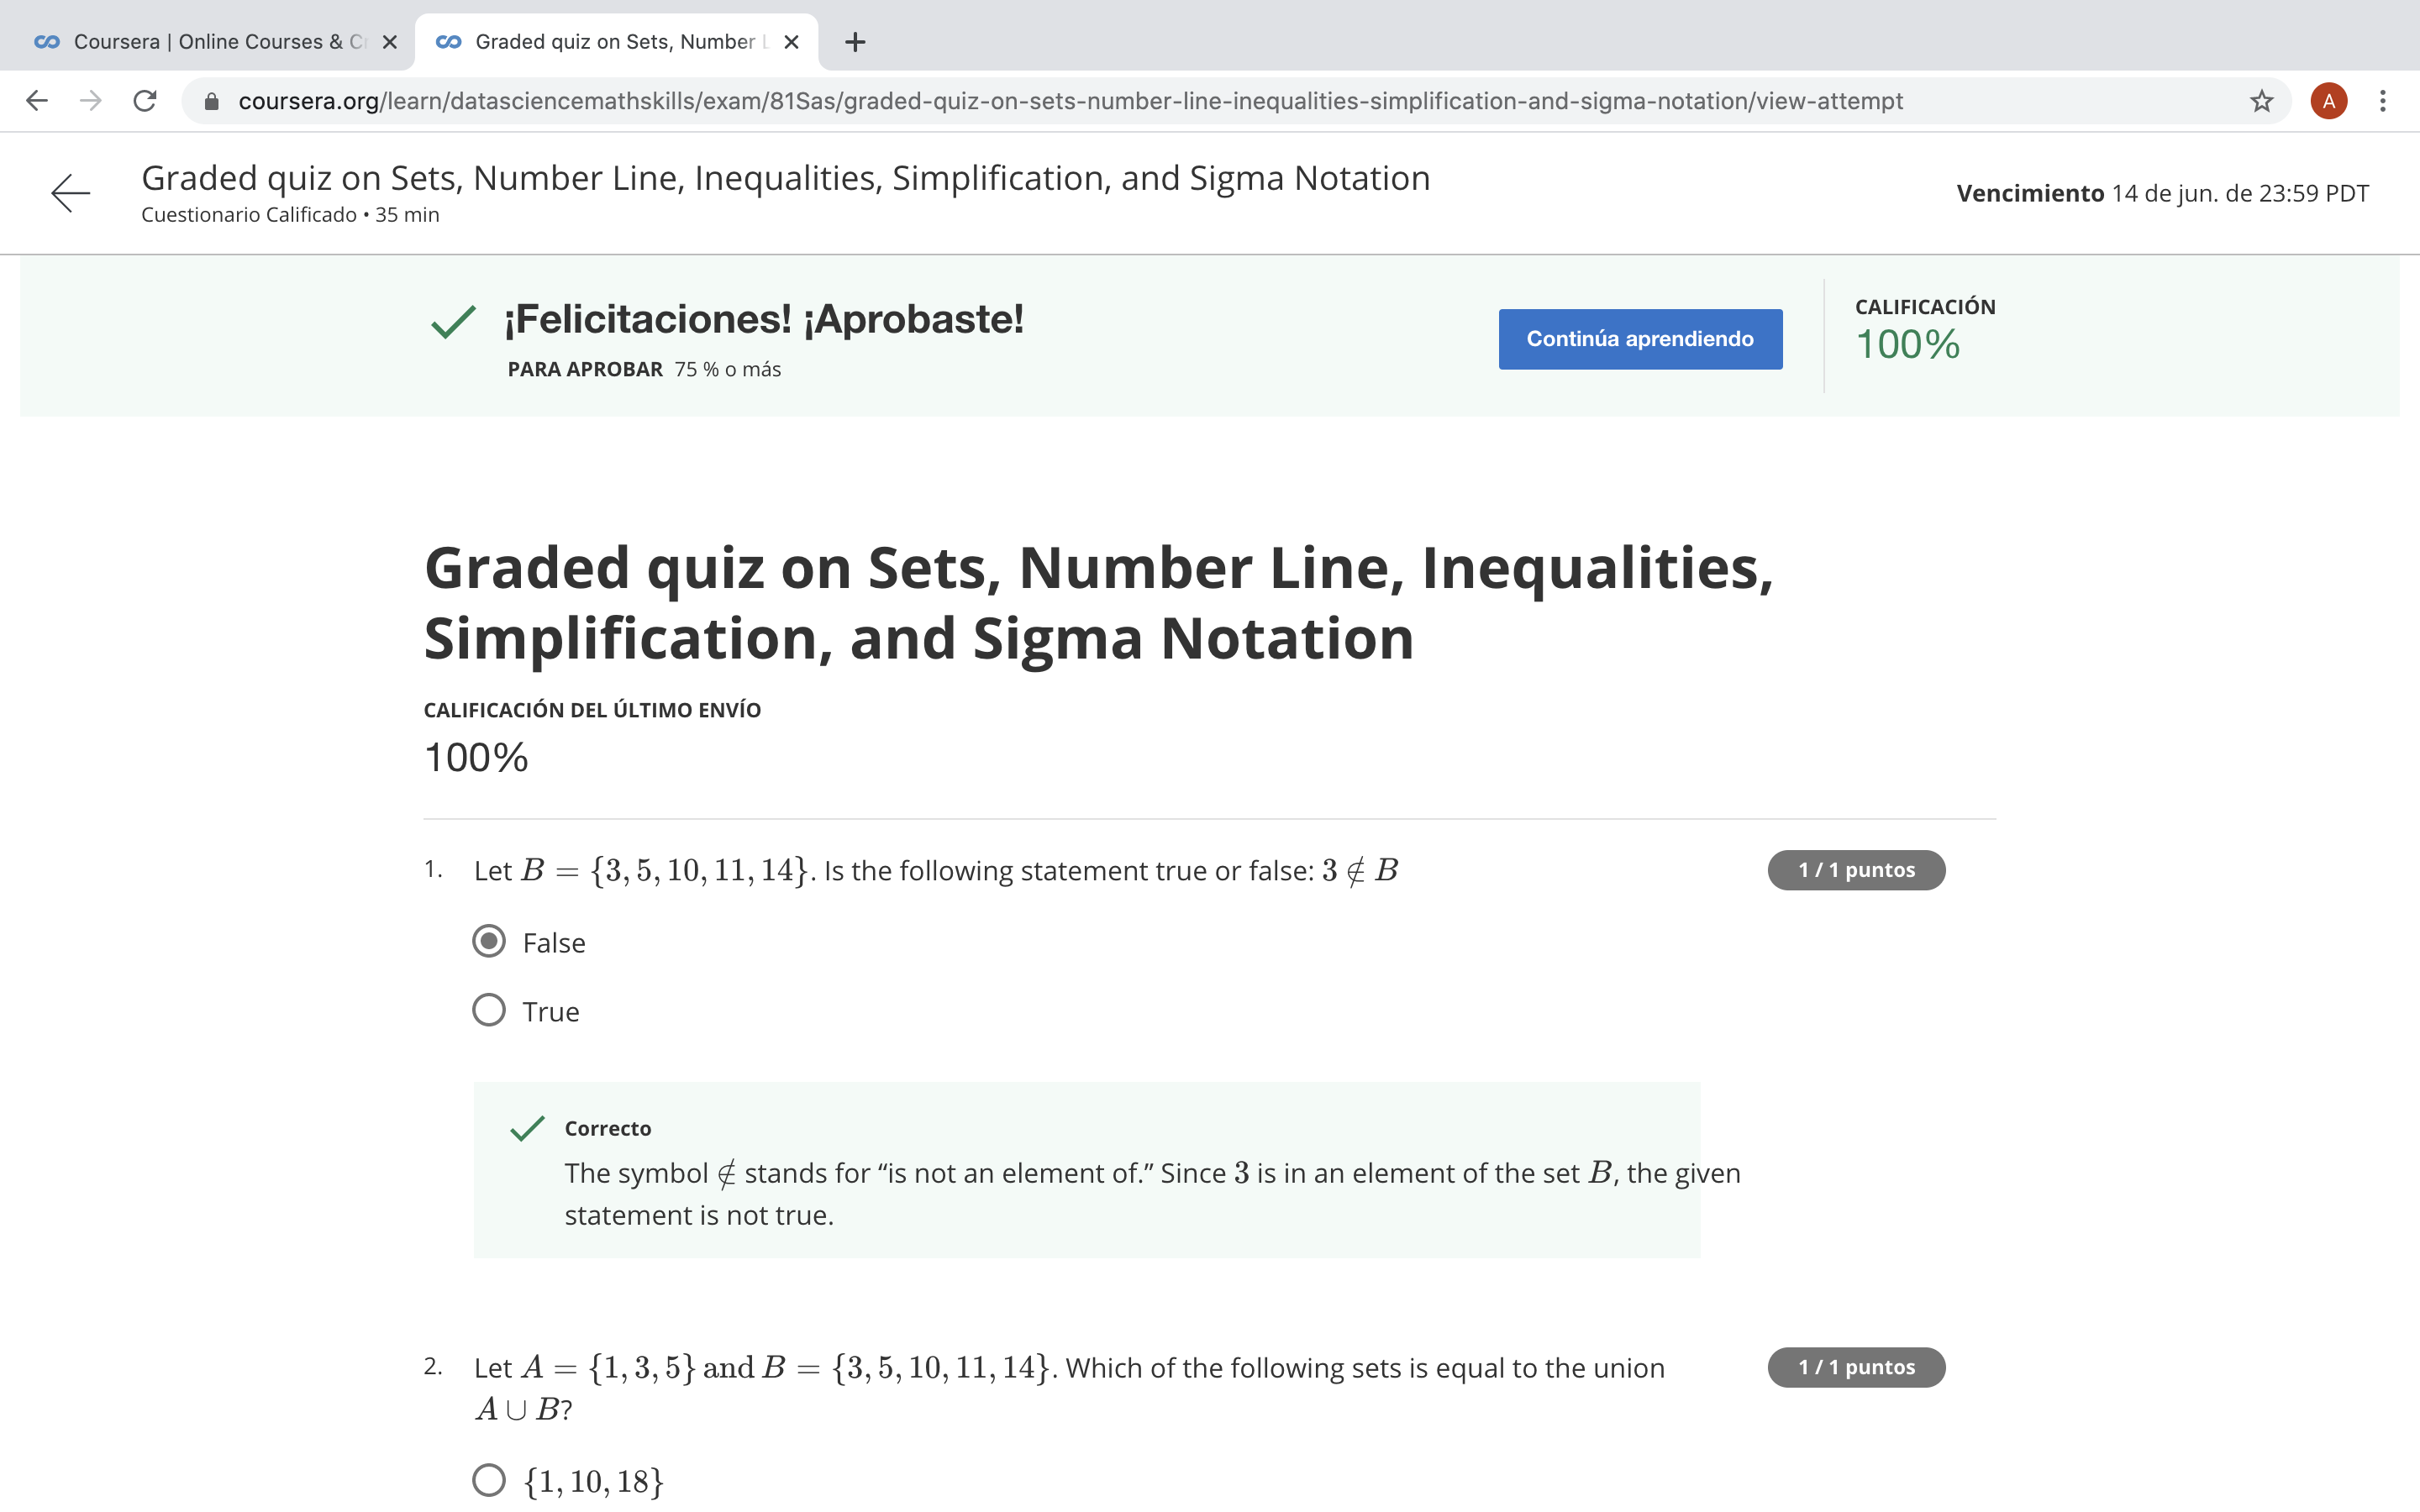 Coursera | Online Courses &
Graded quiz on Sets, Number
coursera.org/learn/datasciencemathskills/exam/81Sas/graded-quiz-on-sets-number-line-inequalities-simplification-and-sigma-notation/view-attempt
A
Graded quiz on Sets, Number Line, Inequalities, Simplification, and Sigma Notation
Cuestionario Calificado • 35 min
Vencimiento 14 de jun. de 23:59 PDT
¡Felicitaciones! ¡Aprobaste!
PARA APROBAR 75 % o más
Continúa aprendiendo
CALIFICACIÓN
100%
Graded quiz on Sets, Number Line, Inequalities,
Simplification, and Sigma Notation
CALIFICACIÓN DEL ÚLTIMO ENVÍO
100%
1. Let B = {3, 5, 10, 11, 14}. Is the following statement true or false: 3 ∉ B
1 / 1 puntos
False
True
Correcto
The symbol ∉ stands for “is not an element of.” Since 3 is in an element of the set B, the given
statement is not true.
2. Let A = {1, 3, 5} and B = {3, 5, 10, 11, 14}. Which of the following sets is equal to the union
A ∪ B?
1 / 1 puntos
{1, 10, 18}